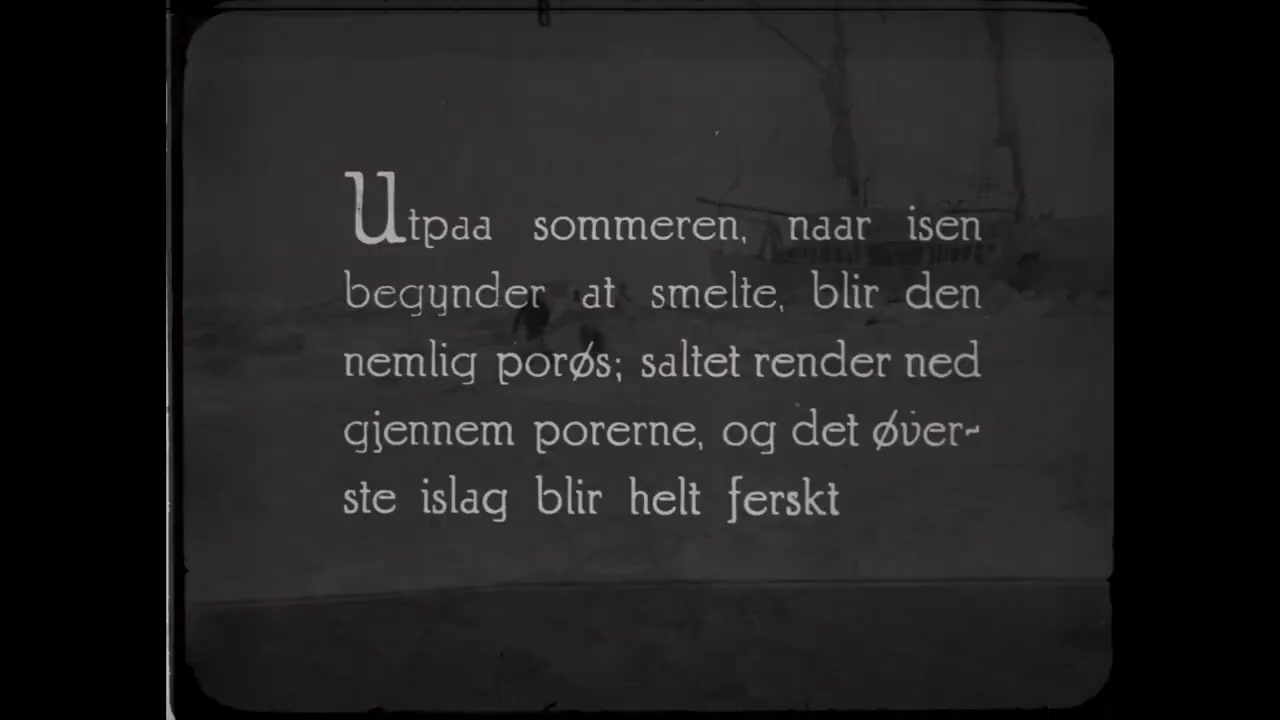 Utpaa sommeren, naar isen
begynder at smelte, blir den
nemlig porøs; saltet render ned
gjennem porerne, og det øver-
ste islag blir helt ferskt